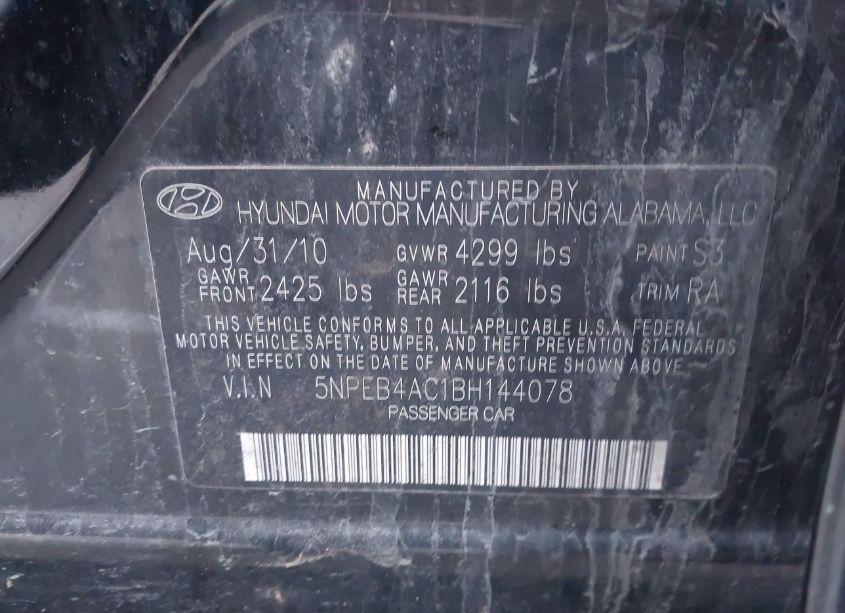 MANUFACTURED BY
HYUNDAI MOTOR MANUFACTURING ALABAMA, LLC
Aug/31/10 GVWR 4299 lbs PAINT S3
GAWR FRONT 2425 lbs GAWR REAR 2116 lbs TRIM RA
THIS VEHICLE CONFORMS TO ALL APPLICABLE U.S.A. FEDERAL
MOTOR VEHICLE SAFETY, BUMPER, AND THEFT PREVENTION STANDARDS
IN EFFECT ON THE DATE OF MANUFACTURE SHOWN ABOVE.
V.I.N 5NPEB4AC1BH144078
PASSENGER CAR